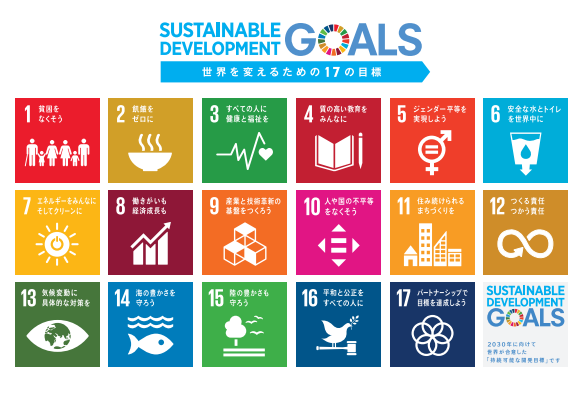 SUSTAINABLE
DEVELOPMENT
GOALS
世界を変えるための17の目標
1 貧困を
なくそう
2 飢餓を
ゼロに
3 すべての人に
健康と福祉を
4 質の高い教育を
みんなに
5 ジェンダー平等を
実現しよう
6 安全な水とトイレ
を世界中に
7 エネルギーをみんなに
そしてクリーンに
8 働きがいも
経済成長も
9 産業と技術革新の
基盤をつくろう
10 人や国の不平等
をなくそう
11 住み続けられる
まちづくりを
12 つくる責任
つかう責任
13 気候変動に
具体的な対策を
14 海の豊かさを
守ろう
15 陸の豊かさも
守ろう
16 平和と公正を
すべての人に
17 パートナーシップで
目標を達成しよう
SUSTAINABLE
DEVELOPMENT
GOALS
2030年に向けて
世界が合意した
「持続可能な開発目標」です